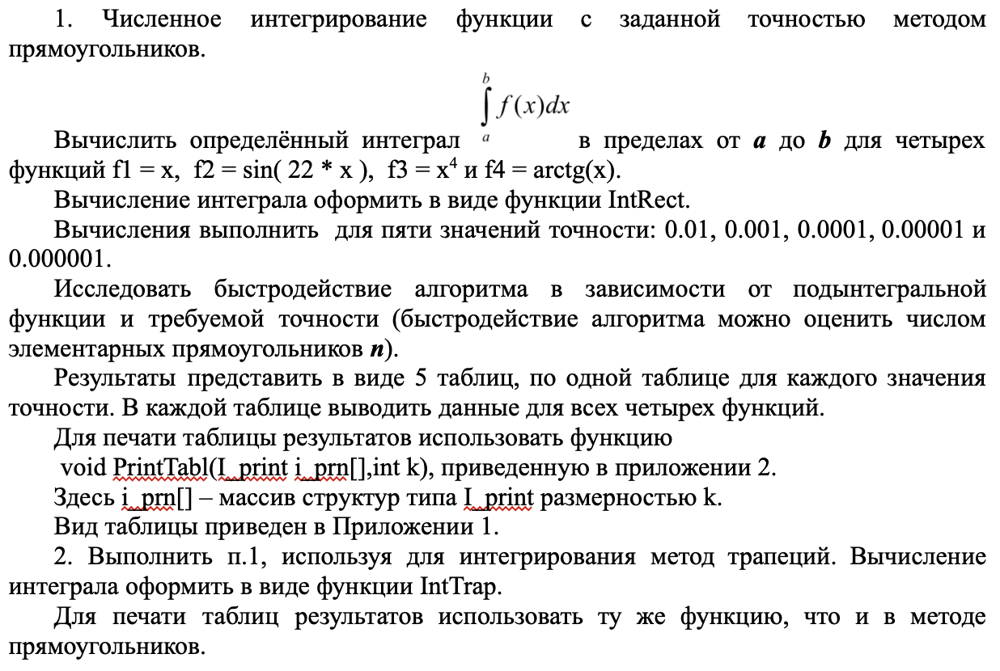 1. Численное интегрирование функции с заданной точностью методом
прямоугольников.
b
∫ f(x)dx
a
Вычислить определённый интеграл в пределах от a до b для четырех
функций f1 = x, f2 = sin( 22 * x ), f3 = x⁴ и f4 = arctg(x).
Вычисление интеграла оформить в виде функции IntRect.
Вычисления выполнить для пяти значений точности: 0.01, 0.001, 0.0001, 0.00001 и
0.000001.
Исследовать быстродействие алгоритма в зависимости от подынтегральной
функции и требуемой точности (быстродействие алгоритма можно оценить числом
элементарных прямоугольников n).
Результаты представить в виде 5 таблиц, по одной таблице для каждого значения
точности. В каждой таблице выводить данные для всех четырех функций.
Для печати таблицы результатов использовать функцию
void PrintTabl(I_print i_prn[],int k), приведенную в приложении 2.
Здесь i_prn[] – массив структур типа I_print размерностью k.
Вид таблицы приведен в Приложении 1.
2. Выполнить п.1, используя для интегрирования метод трапеций. Вычисление
интеграла оформить в виде функции IntTrap.
Для печати таблиц результатов использовать ту же функцию, что и в методе
прямоугольников.